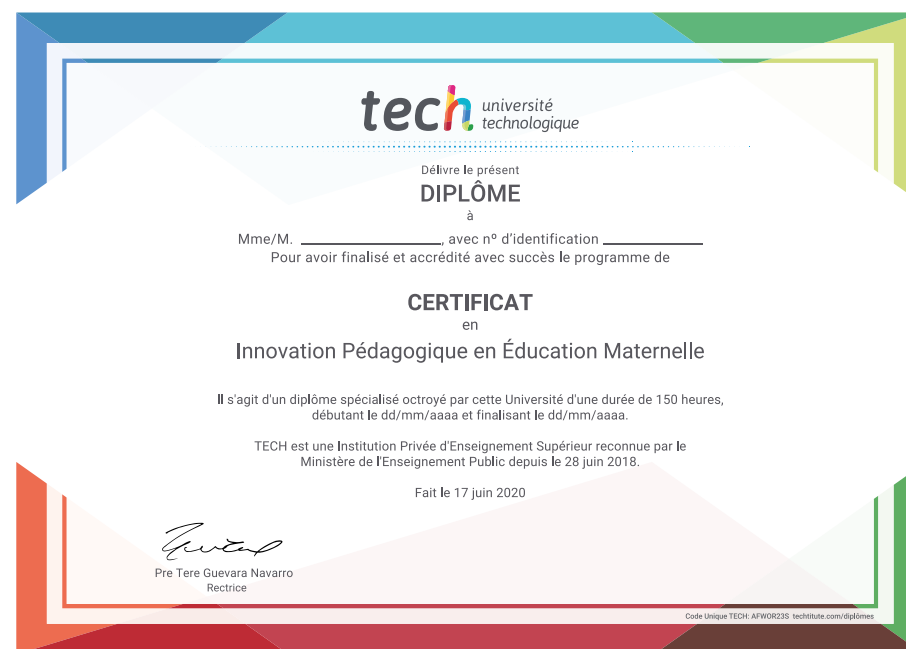 tech université
technologique
Délivre le présent
DIPLÔME
à
Mme/M. ____________________, avec nº d'identification ______________
Pour avoir finalisé et accrédité avec succès le programme de
CERTIFICAT
en
Innovation Pédagogique en Éducation Maternelle
Il s'agit d'un diplôme spécialisé octroyé par cette Université d'une durée de 150 heures,
débutant le dd/mm/aaaa et finalisant le dd/mm/aaaa.
TECH est une Institution Privée d'Enseignement Supérieur reconnue par le
Ministère de l'Enseignement Public depuis le 28 juin 2018.
Fait le 17 juin 2020
Pre Tere Guevara Navarro
Rectrice
Code Unique TECH: AFWOR23S techtitute.com/diplômes